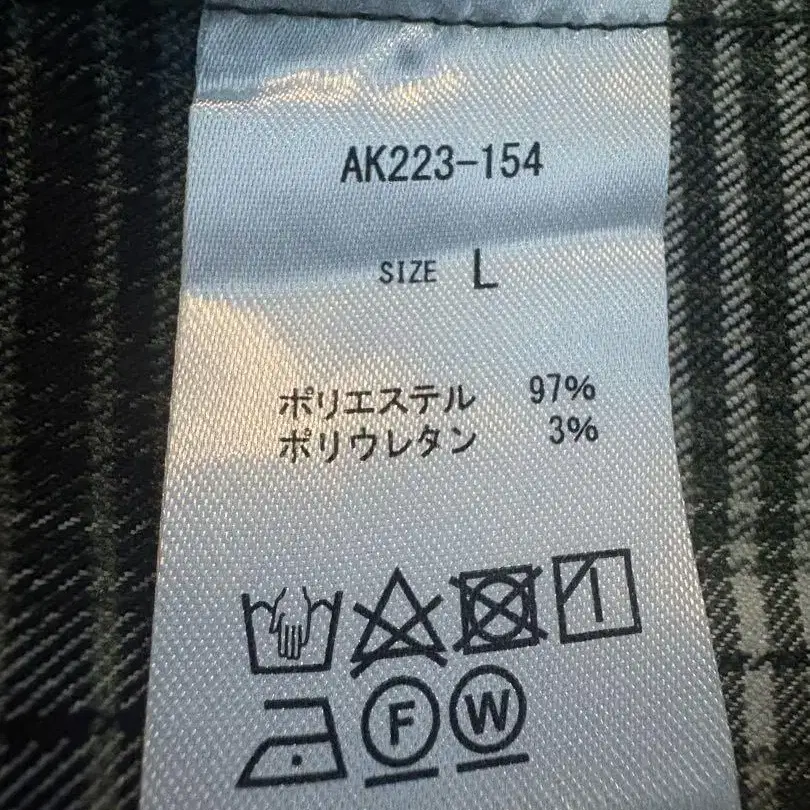 AK223-154
SIZE L
ポリエステル 97%
ポリウレタン 3%
F W